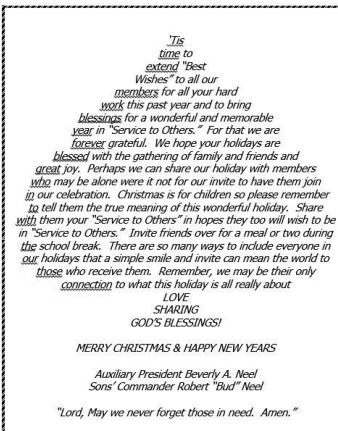 'Tis
time to
extend "Best
Wishes" to all our
members for all your hard
work this past year and to bring
blessings for a wonderful and memorable
year in "Service to Others." For that we are
forever grateful. We hope your holidays are
blessed with the gathering of family and friends and
great joy. Perhaps we can share our holiday with members
who may be alone were it not for our invite to have them join
in our celebration. Christmas is for children so please remember
to tell them the true meaning of this wonderful holiday. Share
with them your "Service to Others" in hopes they too will wish to be
in "Service to Others." Invite friends over for a meal or two during
the school break. There are so many ways to include everyone in
our holidays that a simple smile and invite can mean the world to
those who receive them. Remember, we may be their only
connection to what this holiday is all really about
LOVE
SHARING
GOD'S BLESSINGS!
MERRY CHRISTMAS & HAPPY NEW YEARS
Auxiliary President Beverly A. Neel
Sons' Commander Robert "Bud" Neel
"Lord, May we never forget those in need. Amen."